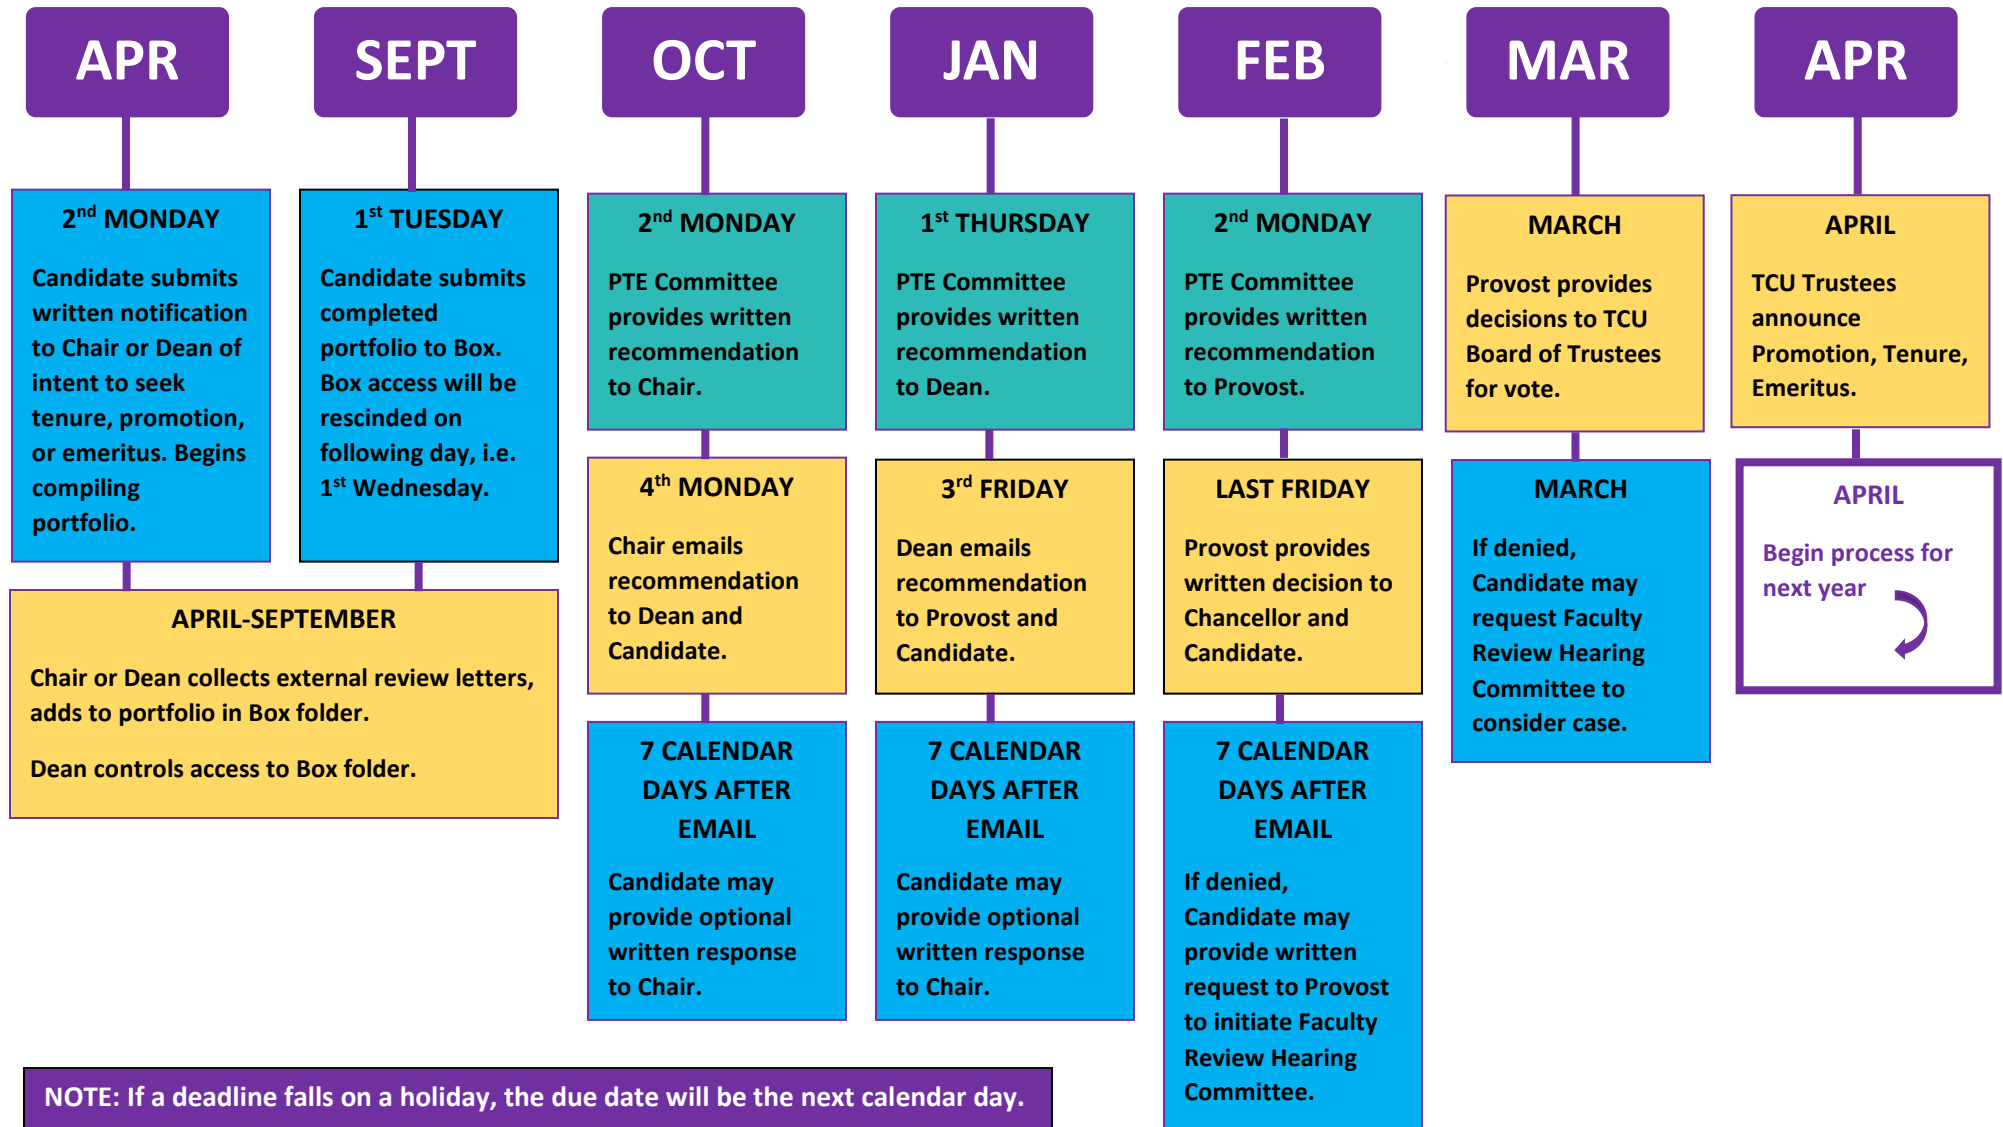 APR
SEPT
OCT
JAN
FEB
MAR
APR
2nd MONDAY
Candidate submits
written notification
to Chair or Dean of
intent to seek
tenure, promotion,
or emeritus. Begins
compiling
portfolio.
1st TUESDAY
Candidate submits
completed
portfolio to Box.
Box access will be
rescinded on
following day, i.e.
1st Wednesday.
APRIL-SEPTEMBER
Chair or Dean collects external review letters,
adds to portfolio in Box folder.
Dean controls access to Box folder.
2nd MONDAY
PTE Committee
provides written
recommendation
to Chair.
4th MONDAY
Chair emails
recommendation
to Dean and
Candidate.
7 CALENDAR
DAYS AFTER
EMAIL
Candidate may
provide optional
written response
to Chair.
1st THURSDAY
PTE Committee
provides written
recommendation
to Dean.
3rd FRIDAY
Dean emails
recommendation
to Provost and
Candidate.
7 CALENDAR
DAYS AFTER
EMAIL
Candidate may
provide optional
written response
to Chair.
2nd MONDAY
PTE Committee
provides written
recommendation
to Provost.
LAST FRIDAY
Provost provides
written decision to
Chancellor and
Candidate.
7 CALENDAR
DAYS AFTER
EMAIL
If denied,
Candidate may
provide written
request to Provost
to initiate Faculty
Review Hearing
Committee.
MARCH
Provost provides
decisions to TCU
Board of Trustees
for vote.
MARCH
If denied,
Candidate may
request Faculty
Review Hearing
Committee to
consider case.
APRIL
TCU Trustees
announce
Promotion, Tenure,
Emeritus.
APRIL
Begin process for
next year
NOTE: If a deadline falls on a holiday, the due date will be the next calendar day.